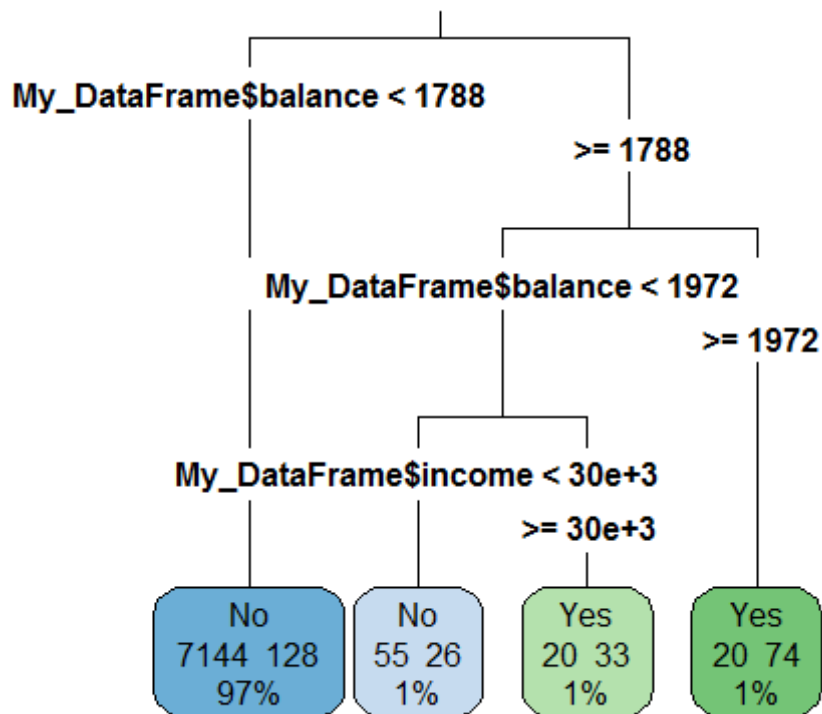 My_DataFrame$balance < 1788
>= 1788
My_DataFrame$balance < 1972
>= 1972
My_DataFrame$income < 30e+3
>= 30e+3
No
7144 128
97%
No
55 26
1%
Yes
20 33
1%
Yes
20 74
1%